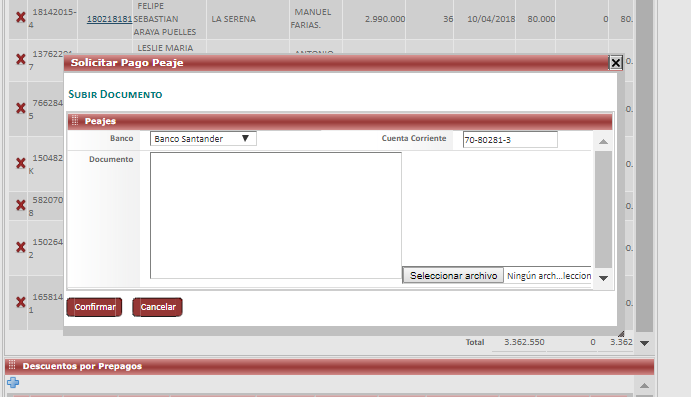 18142015-
4
180218181
FELIPE
SEBASTIAN
ARAYA PUELLES
LA SERENA
MANUEL
FARIAS.
2.990.000
36
10/04/2018
80.000
0
80.
LESLIE MARIA
Solicitar Pago Peaje
7
SUBIR DOCUMENTO
766284
5
Peajes
Banco
Banco Santander
Cuenta Corriente
70-80281-3
150482
K
Documento
582070
8
150264
2
Seleccionar archivo
Ningún arch...leccion
165814
1
Confirmar
Cancelar
Total
3.362.550
0
3.362
Descuentos por Prepagos